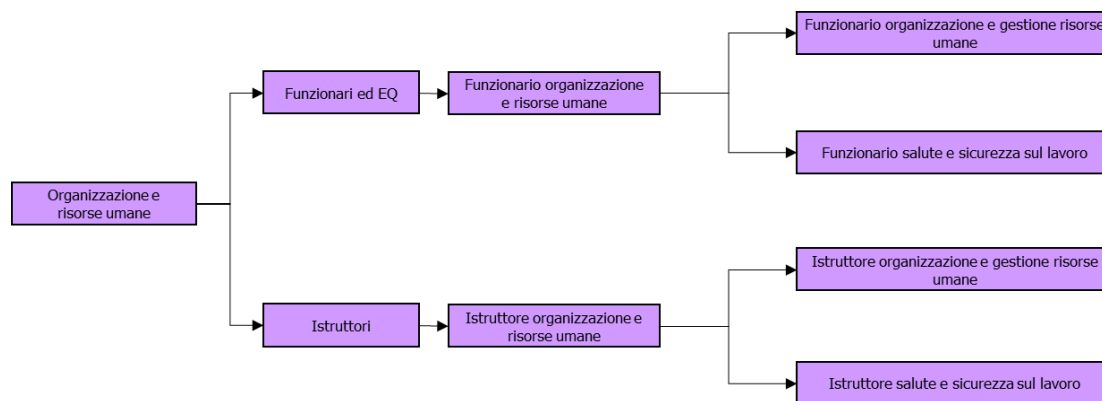 Funzionario organizzazione e gestione risorse
umane
Funzionari ed EQ
Funzionario organizzazione
e risorse umane
Funzionario salute e sicurezza sul lavoro
Organizzazione e
risorse umane
Istruttore organizzazione e gestione risorse
umane
Istruttori
Istruttore organizzazione e
risorse umane
Istruttore salute e sicurezza sul lavoro